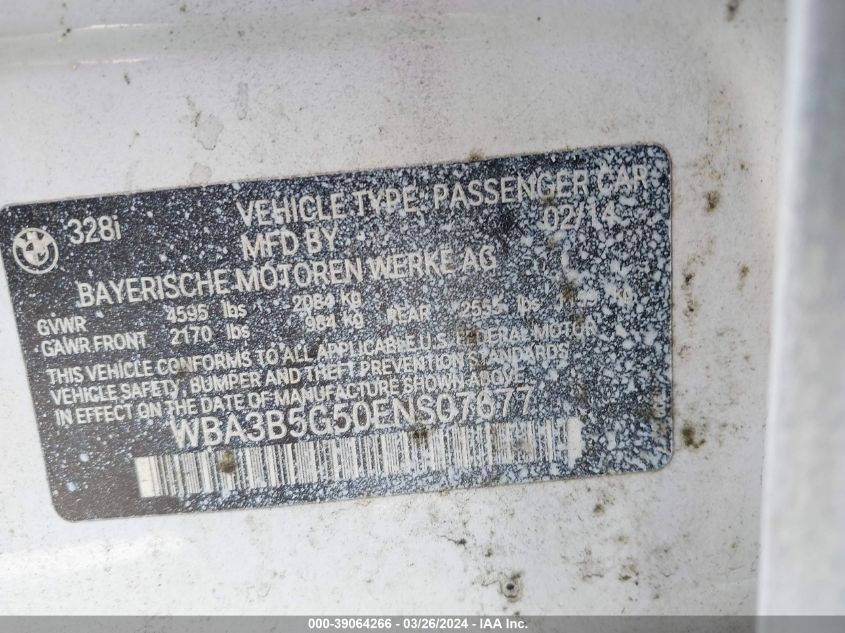 328i
VEHICLE TYPE: PASSENGER CAR
MFD BY 02/14
BAYERISCHE MOTOREN WERKE AG
GVWR 4595 lbs 2084 kg
GAWR FRONT 2170 lbs 984 kg REAR 2555 lbs kg
THIS VEHICLE CONFORMS TO ALL APPLICABLE U.S. FEDERAL MOTOR
VEHICLE SAFETY, BUMPER AND THEFT PREVENTION STANDARDS
IN EFFECT ON THE DATE OF MANUFACTURE SHOWN ABOVE.
WBA3B5G50ENS07677
000-39064266 - 03/26/2024 - IAA Inc.